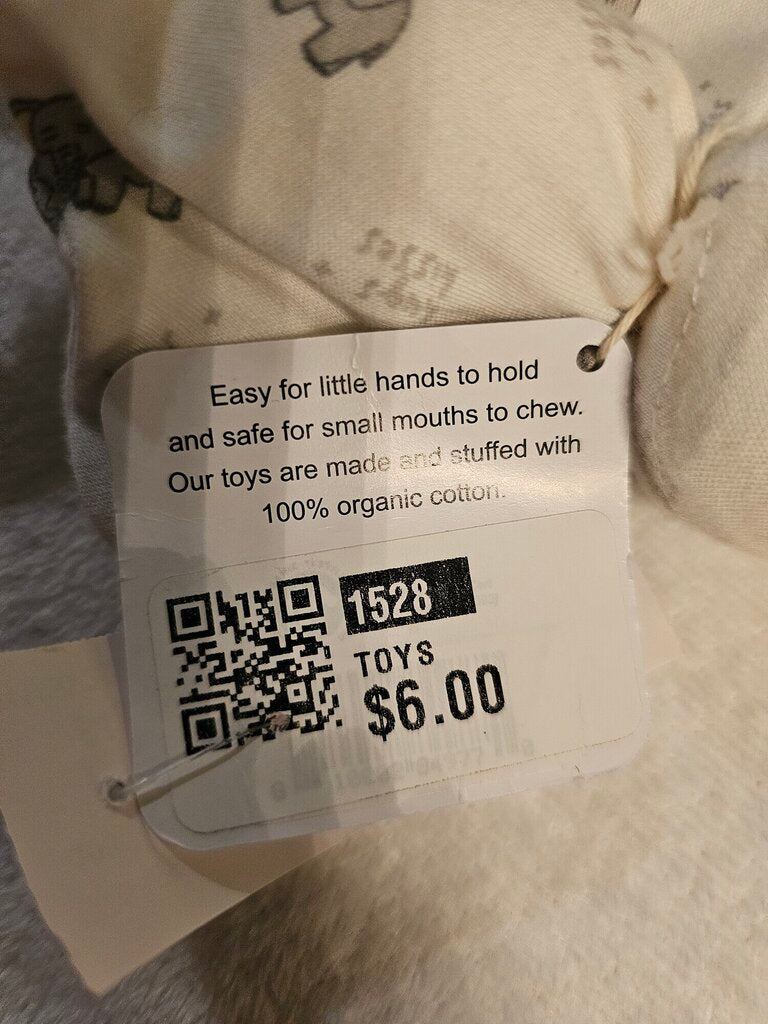 Easy for little hands to hold
and safe for small mouths to chew.
Our toys are made and stuffed with
100% organic cotton.
1528
TOYS
$6.00